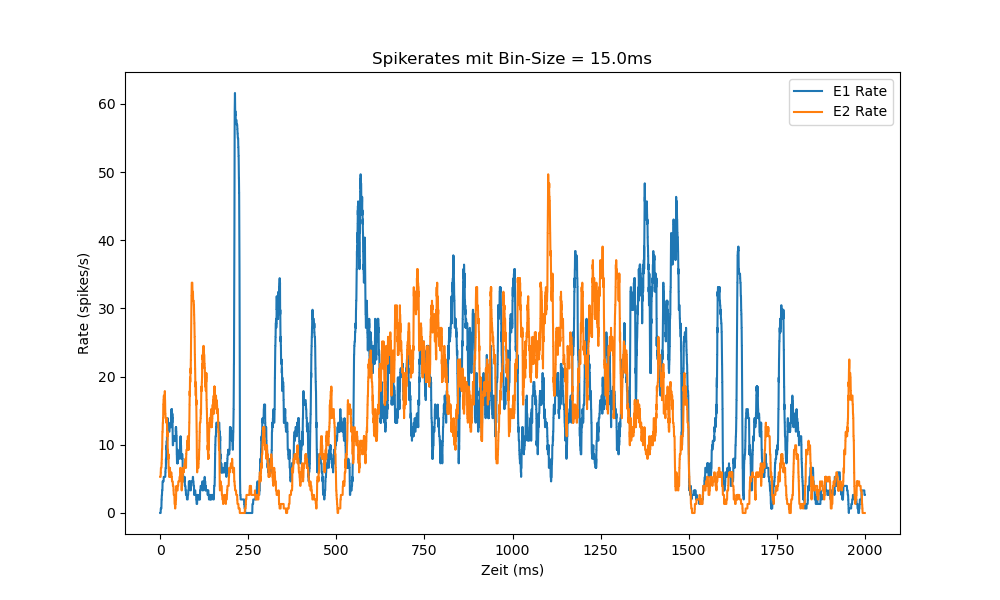 Spikerates mit Bin-Size = 15.0ms
E1 Rate
E2 Rate
60
50
40
30
20
10
0
Rate (spikes/s)
0 250 500 750 1000 1250 1500 1750 2000
Zeit (ms)